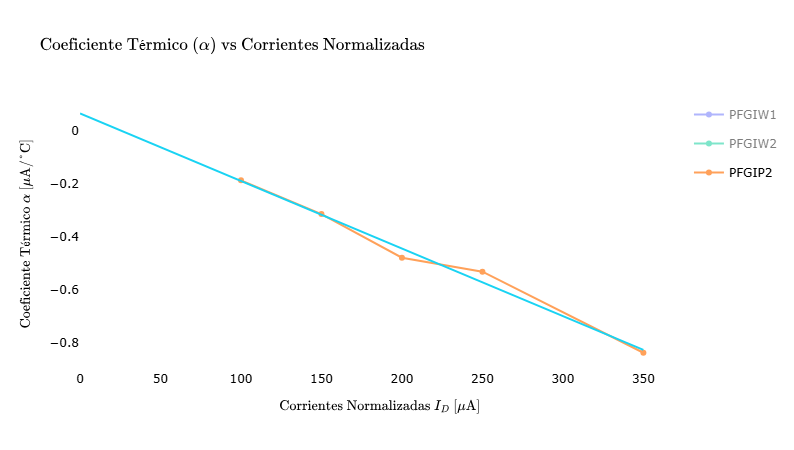 Coeficiente Térmico (α) vs Corrientes Normalizadas
PFGIW1
PFGIW2
PFGIP2
Coeficiente Térmico α [μA/°C]
0
−0.2
−0.4
−0.6
−0.8
0 50 100 150 200 250 300 350
Corrientes Normalizadas I_D [μA]